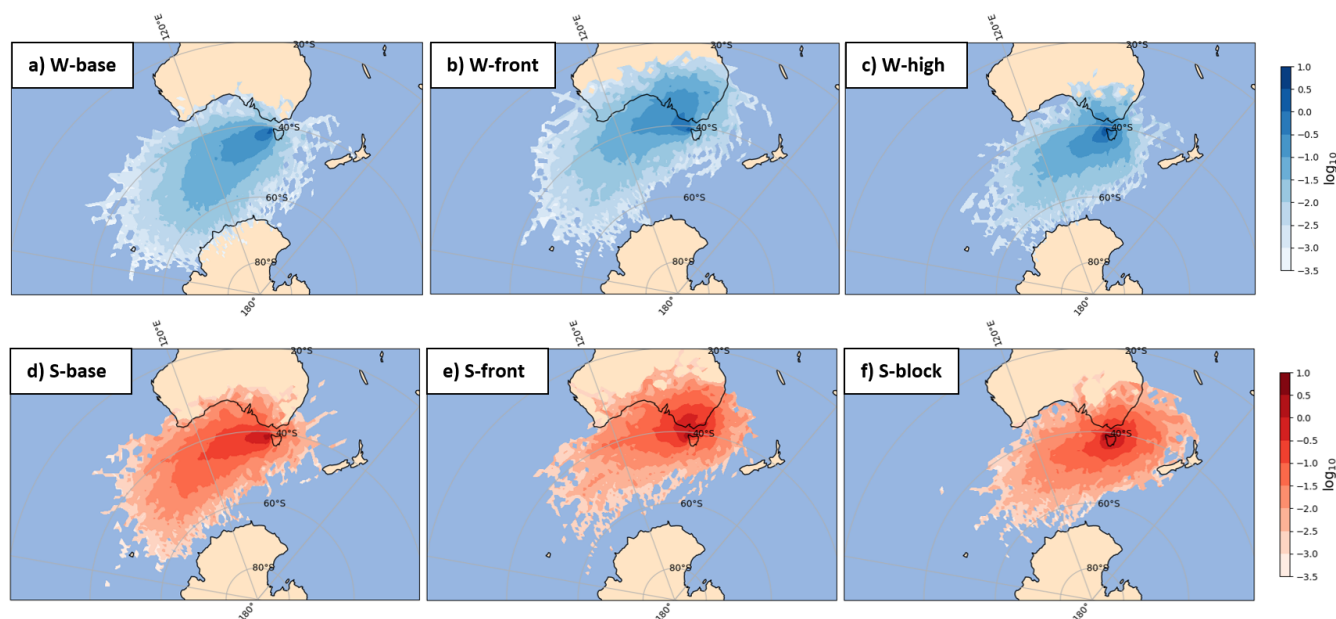 120°E
20°S
a) W-base
40°S
60°S
80°S
180°
120°E
20°S
b) W-front
40°S
60°S
80°S
180°
120°E
20°S
c) W-high
40°S
60°S
80°S
180°
1.0
0.5
0.0
−0.5
−1.0
−1.5
−2.0
−2.5
−3.0
−3.5
log10
120°E
20°S
d) S-base
40°S
60°S
80°S
180°
120°E
20°S
e) S-front
40°S
60°S
80°S
180°
120°E
20°S
f) S-block
40°S
60°S
80°S
180°
1.0
0.5
0.0
−0.5
−1.0
−1.5
−2.0
−2.5
−3.0
−3.5
log10